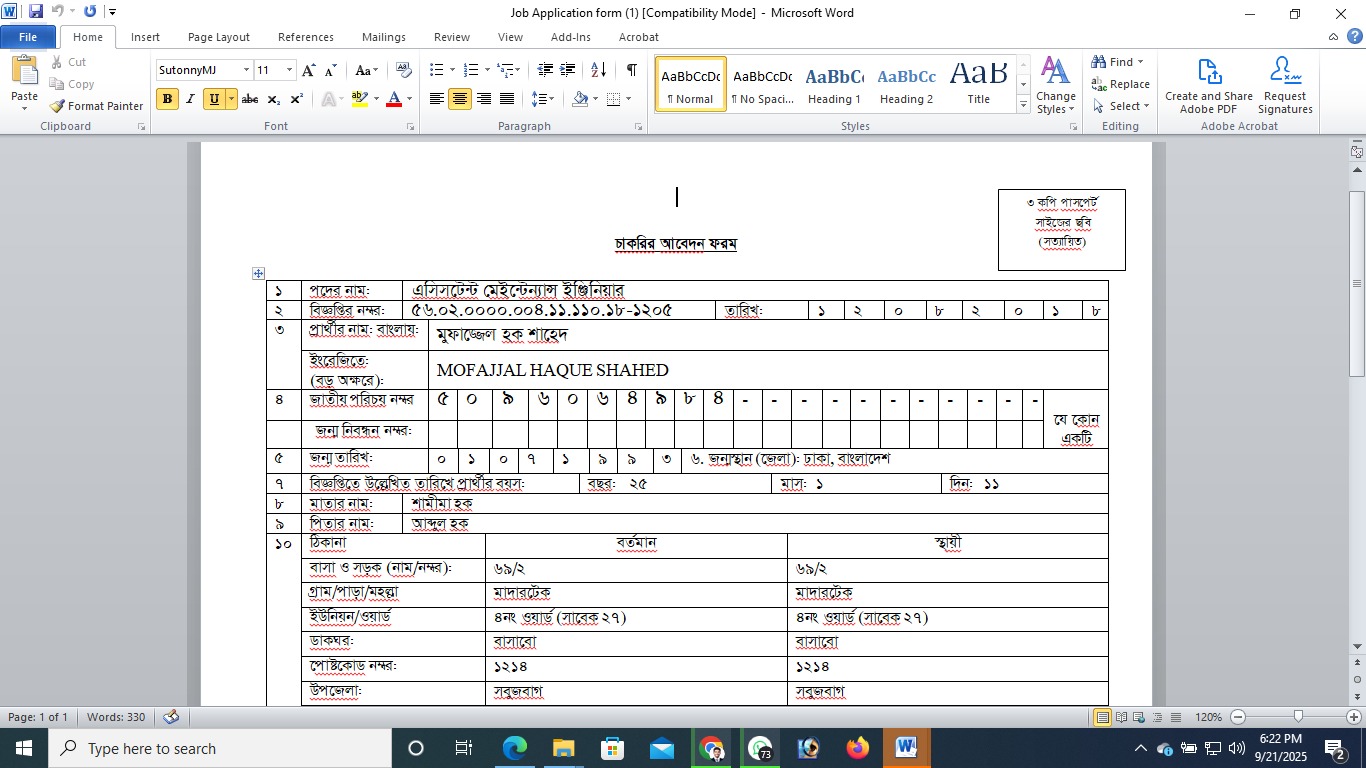 Job Application form (1) [Compatibility Mode] - Microsoft Word
File Home Insert Page Layout References Mailings Review View Add-Ins Acrobat
Paste
Cut
Copy
Format Painter
Clipboard
SutonnyMJ 11
Font
Paragraph
AaBbCcDc AaBbCcDc AaBbCc AaBbCc AaB
¶ Normal ¶ No Spaci... Heading 1 Heading 2 Title
Change Styles
Styles
Find
Replace
Select
Editing
Create and Share Adobe PDF
Request Signatures
Adobe Acrobat
৩ কপি পাসপোর্ট
সাইজের ছবি
(সত্যায়িত)
চাকরির আবেদন ফরম
১ পদের নাম: এসিসটেন্ট মেইন্টেন্যান্স ইঞ্জিনিয়ার
২ বিজ্ঞপ্তির নম্বর: ৫৬.০২.০০০০.০০৪.১১.১১০.১৮-১২০৫ তারিখ: ১ ২ ০ ৮ ২ ০ ১ ৮
৩ প্রার্থীর নাম: বাংলায়: মুফাজ্জেল হক শাহেদ
ইংরেজিতে:
(বড় অক্ষরে): MOFAJJAL HAQUE SHAHED
৪ জাতীয় পরিচয় নম্বর ৫ ০ ৯ ৬ ০ ৬ ৪ ৯ ৮ ৪ - - - - - - - - - - -
জন্ম নিবন্ধন নম্বর:
যে কোন
একটি
৫ জন্ম তারিখ: ০ ১ ০ ৭ ১ ৯ ৯ ৩ ৬. জন্মস্থান (জেলা): ঢাকা, বাংলাদেশ
৭ বিজ্ঞপ্তিতে উল্লেখিত তারিখে প্রার্থীর বয়স: বছর: ২৫ মাস: ১ দিন: ১১
৮ মাতার নাম: শামীমা হক
৯ পিতার নাম: আব্দুল হক
১০ ঠিকানা বর্তমান স্থায়ী
বাসা ও সড়ক (নাম/নম্বর): ৬৯/২ ৬৯/২
গ্রাম/পাড়া/মহল্লা মাদারটেক মাদারটেক
ইউনিয়ন/ওয়ার্ড ৪নং ওয়ার্ড (সাবেক ২৭) ৪নং ওয়ার্ড (সাবেক ২৭)
ডাকঘর: বাসাবো বাসাবো
পোষ্টকোড নম্বর: ১২১৪ ১২১৪
উপজেলা: সবুজবাগ সবুজবাগ
Page: 1 of 1 Words: 330 120%
Type here to search
73
6:22 PM
9/21/2025
2